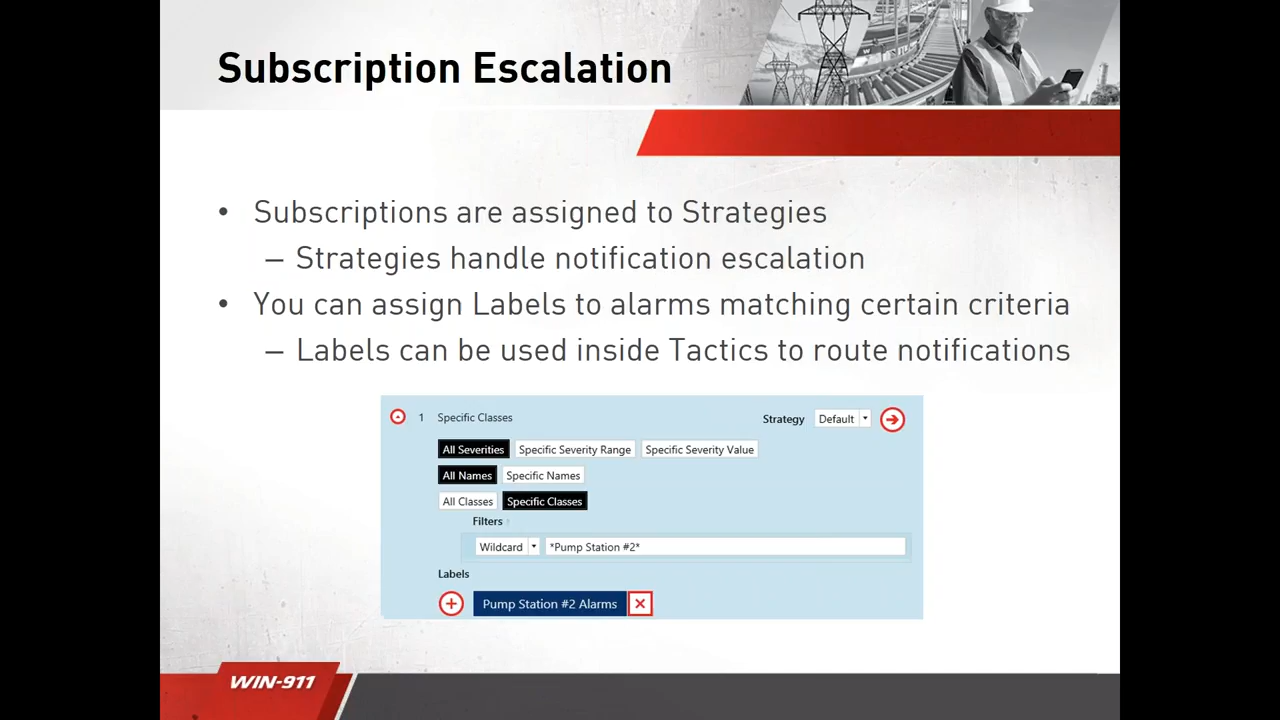 Subscription Escalation
• Subscriptions are assigned to Strategies
– Strategies handle notification escalation
• You can assign Labels to alarms matching certain criteria
– Labels can be used inside Tactics to route notifications
1 Specific Classes Strategy Default
All Severities Specific Severity Range Specific Severity Value
All Names Specific Names
All Classes Specific Classes
Filters
Wildcard *Pump Station #2*
Labels
Pump Station #2 Alarms
WIN-911